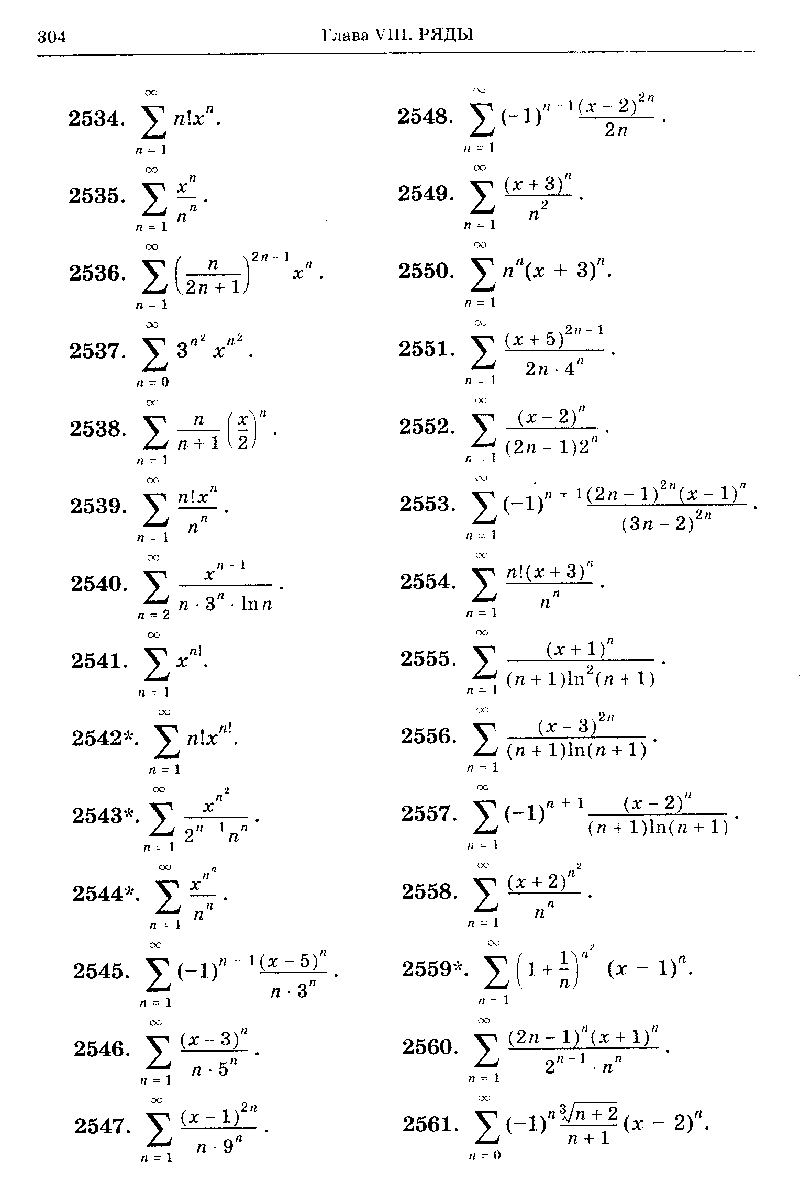 304 Глава VIII. РЯДЫ
2534. $\sum_{n=1}^{\infty} n!x^n$.
2535. $\sum_{n=1}^{\infty} \frac{x^n}{n^n}$.
2536. $\sum_{n=1}^{\infty} \left(\frac{n}{2n+1}\right)^{2n-1} x^n$.
2537. $\sum_{n=0}^{\infty} 3^{n^2} x^{n^2}$.
2538. $\sum_{n=1}^{\infty} \frac{n}{n+1} \left(\frac{x}{2}\right)^n$.
2539. $\sum_{n=1}^{\infty} \frac{n!x^n}{n^n}$.
2540. $\sum_{n=2}^{\infty} \frac{x^{n-1}}{n \cdot 3^n \cdot \ln n}$.
2541. $\sum_{n=1}^{\infty} x^{n!}$.
2542*. $\sum_{n=1}^{\infty} n!x^{n!}$.
2543*. $\sum_{n=1}^{\infty} \frac{x^{n^2}}{2^{n-1} n^n}$.
2544*. $\sum_{n=1}^{\infty} \frac{x^{n^n}}{n^n}$.
2545. $\sum_{n=1}^{\infty} (-1)^{n-1} \frac{(x-5)^n}{n \cdot 3^n}$.
2546. $\sum_{n=1}^{\infty} \frac{(x-3)^n}{n \cdot 5^n}$.
2547. $\sum_{n=1}^{\infty} \frac{(x-1)^{2n}}{n \cdot 9^n}$.
2548. $\sum_{n=1}^{\infty} (-1)^{n-1} \frac{(x-2)^{2n}}{2n}$.
2549. $\sum_{n=1}^{\infty} \frac{(x+3)^n}{n^2}$.
2550. $\sum_{n=1}^{\infty} n^n (x+3)^n$.
2551. $\sum_{n=1}^{\infty} \frac{(x+5)^{2n-1}}{2n \cdot 4^n}$.
2552. $\sum_{n=1}^{\infty} \frac{(x-2)^n}{(2n-1)2^n}$.
2553. $\sum_{n=1}^{\infty} (-1)^{n+1} \frac{(2n-1)^{2n}(x-1)^n}{(3n-2)^{2n}}$.
2554. $\sum_{n=1}^{\infty} \frac{n!(x+3)^n}{n^n}$.
2555. $\sum_{n=1}^{\infty} \frac{(x+1)^n}{(n+1)\ln^2(n+1)}$.
2556. $\sum_{n=1}^{\infty} \frac{(x-3)^{2n}}{(n+1)\ln(n+1)}$.
2557. $\sum_{n=1}^{\infty} (-1)^{n+1} \frac{(x-2)^n}{(n+1)\ln(n+1)}$.
2558. $\sum_{n=1}^{\infty} \frac{(x+2)^{n^2}}{n^n}$.
2559*. $\sum_{n=1}^{\infty} \left(1+\frac{1}{n}\right)^{n^2} (x-1)^n$.
2560. $\sum_{n=1}^{\infty} \frac{(2n-1)^n (x+1)^n}{2^{n-1} \cdot n^n}$.
2561. $\sum_{n=0}^{\infty} (-1)^n \frac{\sqrt[3]{n+2}}{n+1} (x-2)^n$.